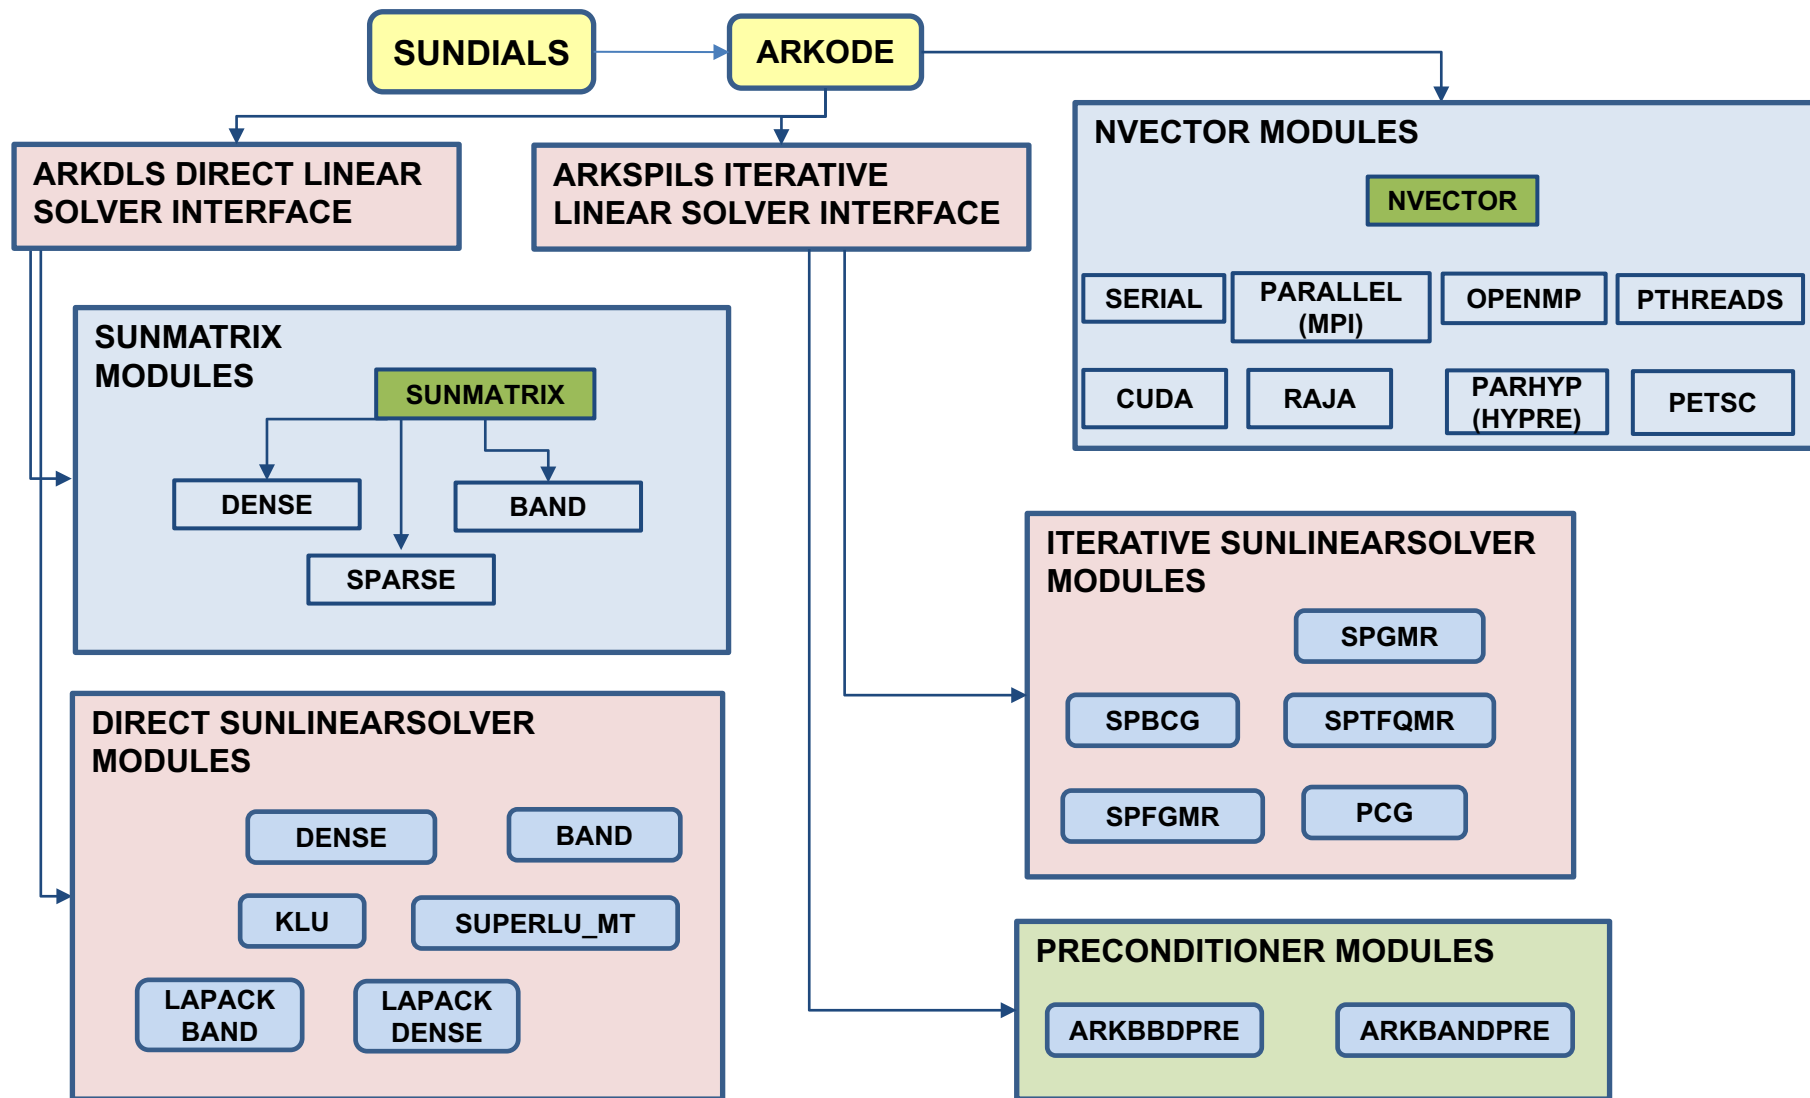 SUNDIALS
ARKODE
ARKDLS DIRECT LINEAR
SOLVER INTERFACE
ARKSPILS ITERATIVE
LINEAR SOLVER INTERFACE
NVECTOR MODULES
NVECTOR
SERIAL
PARALLEL
(MPI)
OPENMP
PTHREADS
CUDA
RAJA
PARHYP
(HYPRE)
PETSC
SUNMATRIX
MODULES
SUNMATRIX
DENSE
BAND
SPARSE
DIRECT SUNLINEARSOLVER
MODULES
DENSE
BAND
KLU
SUPERLU_MT
LAPACK
BAND
LAPACK
DENSE
ITERATIVE SUNLINEARSOLVER
MODULES
SPGMR
SPBCG
SPTFQMR
SPFGMR
PCG
PRECONDITIONER MODULES
ARKBBDPRE
ARKBANDPRE